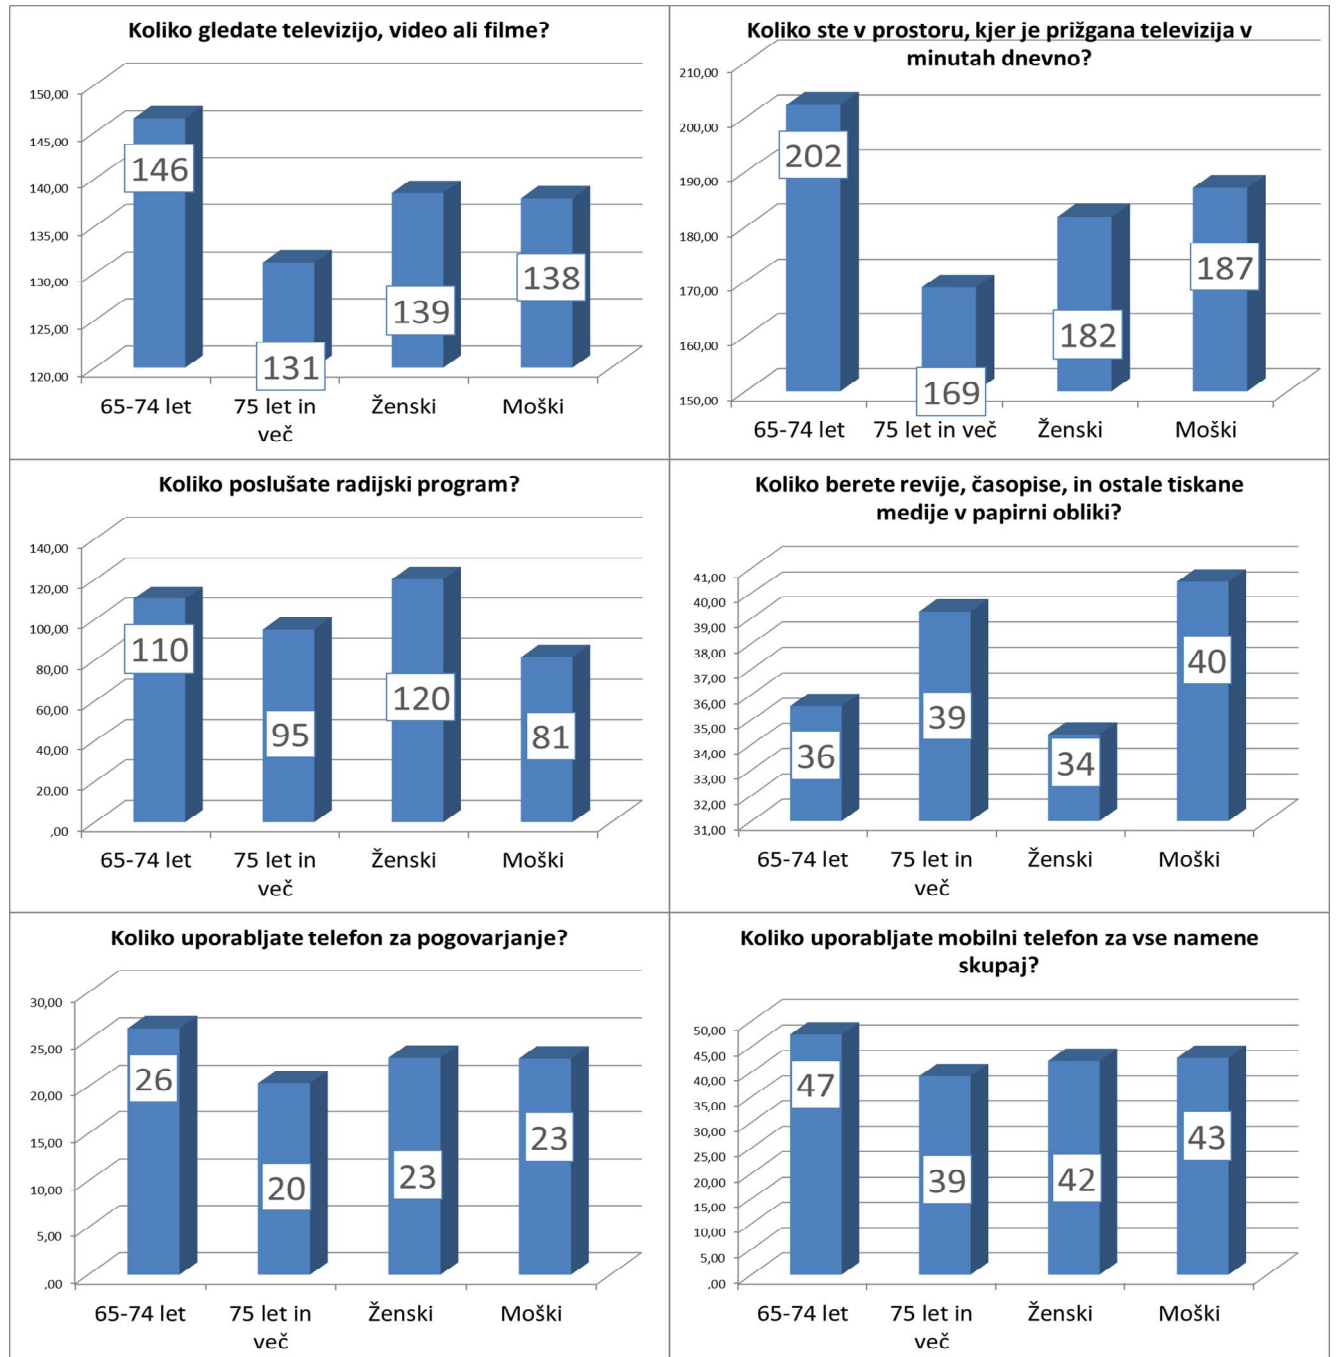 Koliko gledate televizijo, video ali filme?
150,00
145,00
140,00
135,00
130,00
125,00
120,00
146
131
139
138
65-74 let
75 let in
več
Ženski
Moški
Koliko ste v prostoru, kjer je prižgana televizija v
minutah dnevno?
210,00
200,00
190,00
180,00
170,00
160,00
150,00
202
169
182
187
65-74 let
75 let in več
Ženski
Moški
Koliko poslušate radijski program?
140,00
120,00
100,00
80,00
60,00
40,00
20,00
,00
110
95
120
81
65-74 let
75 let in
več
Ženski
Moški
Koliko berete revije, časopise, in ostale tiskane
medije v papirni obliki?
41,00
40,00
39,00
38,00
37,00
36,00
35,00
34,00
33,00
32,00
31,00
36
39
34
40
65-74 let
75 let in
več
Ženski
Moški
Koliko uporabljate telefon za pogovarjanje?
30,00
25,00
20,00
15,00
10,00
5,00
,00
26
20
23
23
65-74 let
75 let in
več
Ženski
Moški
Koliko uporabljate mobilni telefon za vse namene
skupaj?
50,00
45,00
40,00
35,00
30,00
25,00
20,00
15,00
10,00
5,00
,00
47
39
42
43
65-74 let
75 let in
več
Ženski
Moški